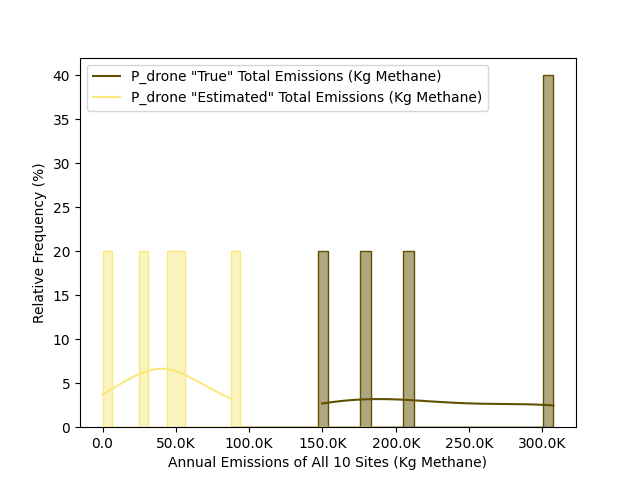 P_drone "True" Total Emissions (Kg Methane)
P_drone "Estimated" Total Emissions (Kg Methane)
Relative Frequency (%)
40
35
30
25
20
15
10
5
0
0.0 50.0K 100.0K 150.0K 200.0K 250.0K 300.0K
Annual Emissions of All 10 Sites (Kg Methane)